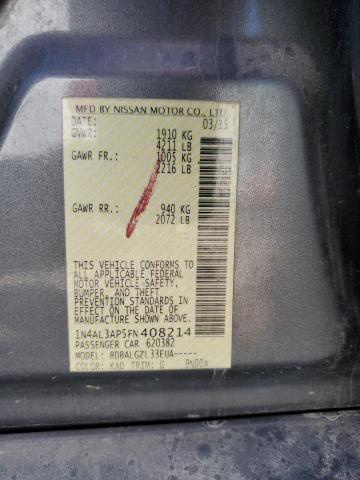 MFD BY NISSAN MOTOR CO., LTD
DATE: 03/15
GVWR: 1910 KG
4211 LB
GAWR FR.: 1005 KG
2216 LB
GAWR RR.: 940 KG
2072 LB
THIS VEHICLE CONFORMS TO
ALL APPLICABLE FEDERAL
MOTOR VEHICLE-SAFETY,
BUMPER, AND THEFT
PREVENTION STANDARDS IN
EFFECT ON THE DATE OF
MANUFACTURE SHOWN ABOVE.
1N4AL3AP5FN408214
PASSENGER CAR 620382
MODEL: BDBALGZL33EUA-----
COLOR: KAD TRIM: G 9N00A